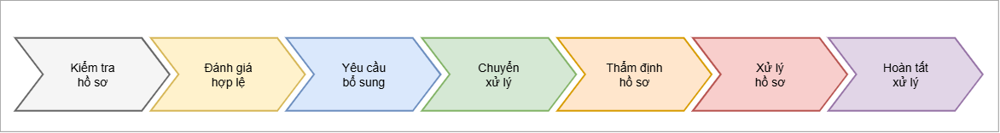 Kiểm tra
hồ sơ
Đánh giá
hợp lệ
Yêu cầu
bổ sung
Chuyển
xử lý
Thẩm định
hồ sơ
Xử lý
hồ sơ
Hoàn tất
xử lý